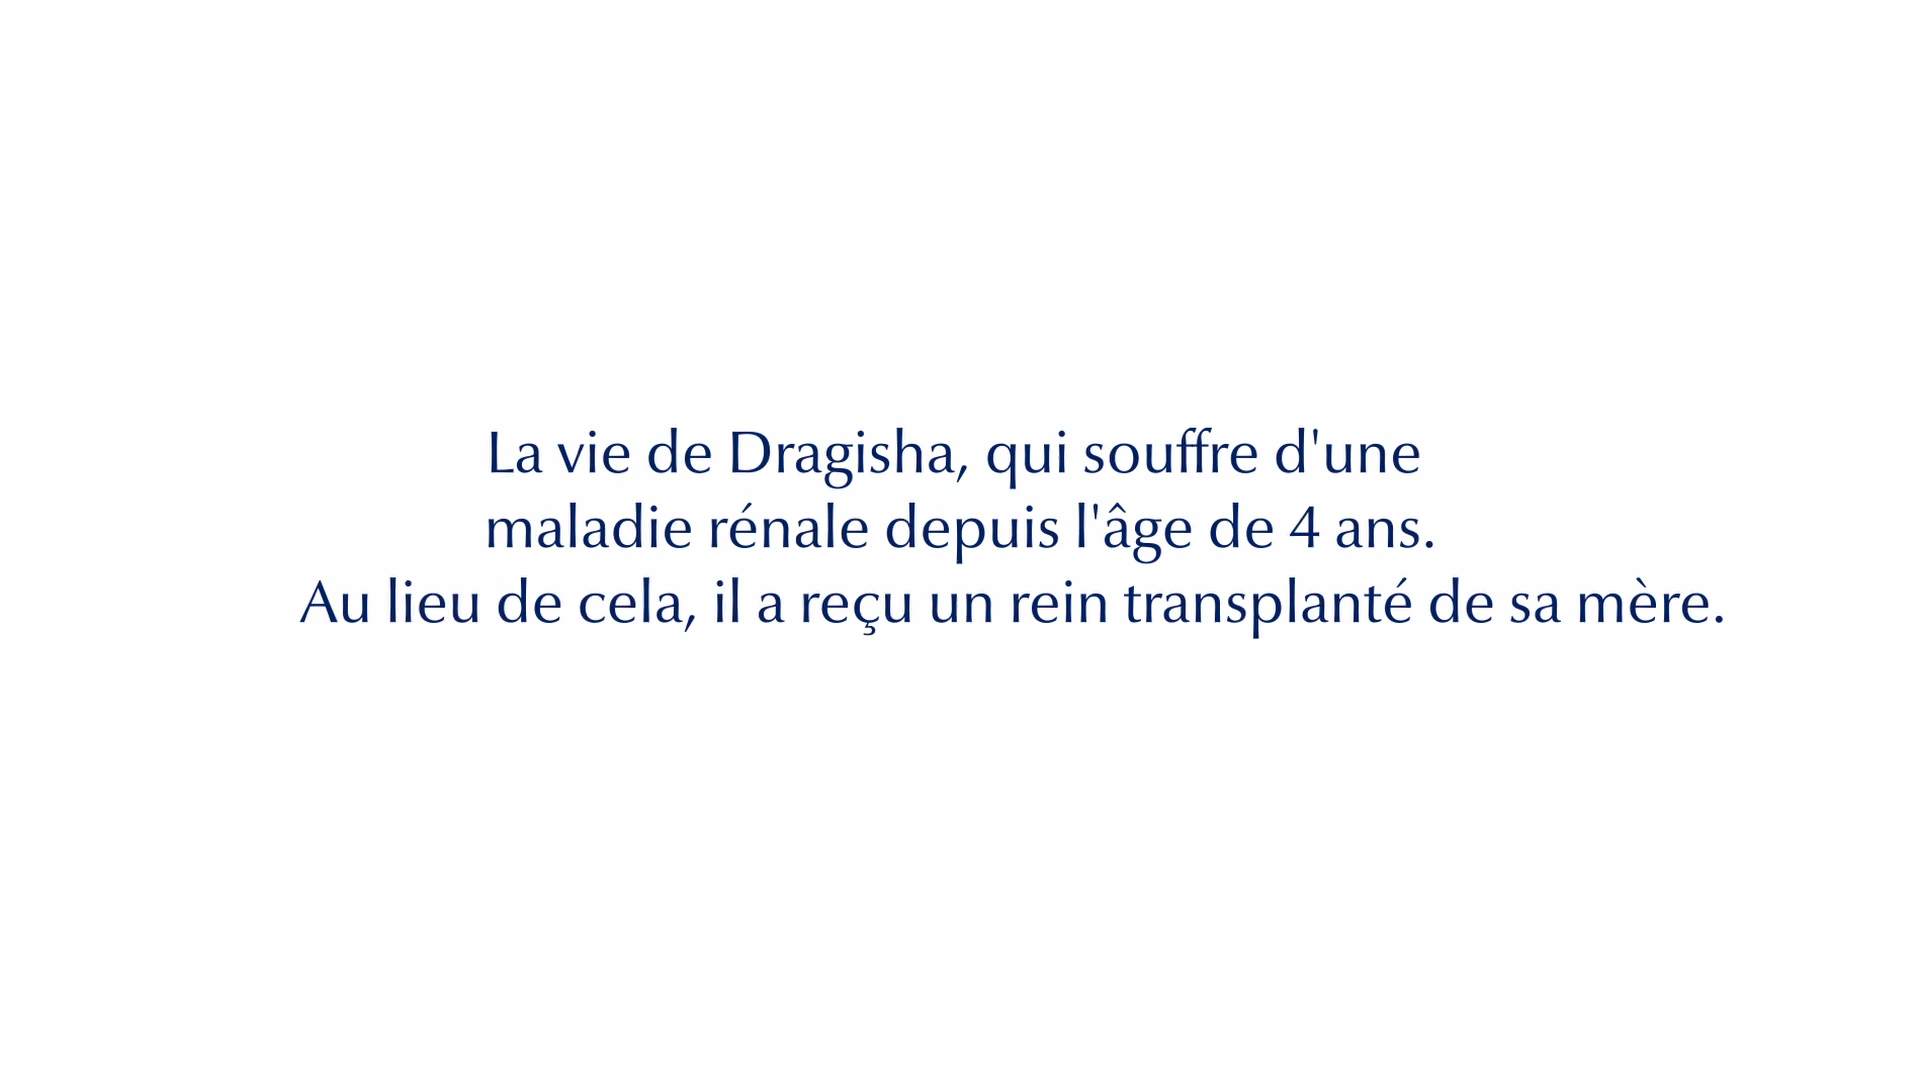 La vie de Dragisha, qui souffre d'une
maladie rénale depuis l'âge de 4 ans.
Au lieu de cela, il a reçu un rein transplanté de sa mère.